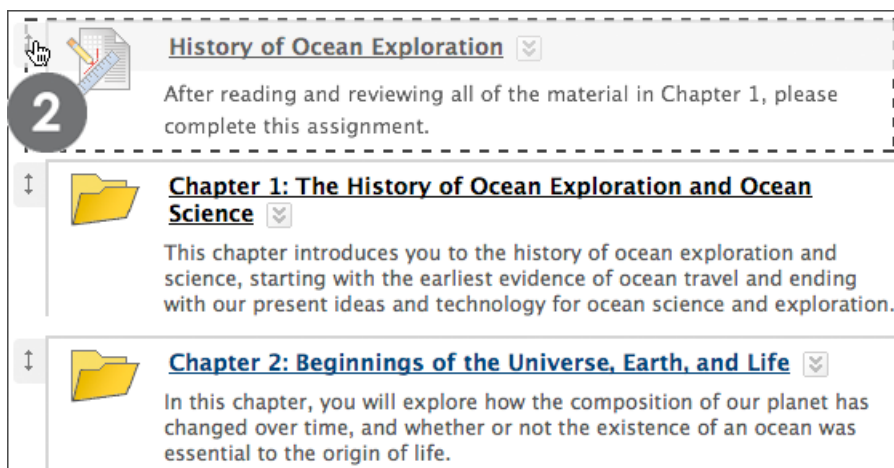 History of Ocean Exploration
After reading and reviewing all of the material in Chapter 1, please
complete this assignment.
2
Chapter 1: The History of Ocean Exploration and Ocean
Science
This chapter introduces you to the history of ocean exploration and
science, starting with the earliest evidence of ocean travel and ending
with our present ideas and technology for ocean science and exploration.
Chapter 2: Beginnings of the Universe, Earth, and Life
In this chapter, you will explore how the composition of our planet has
changed over time, and whether or not the existence of an ocean was
essential to the origin of life.